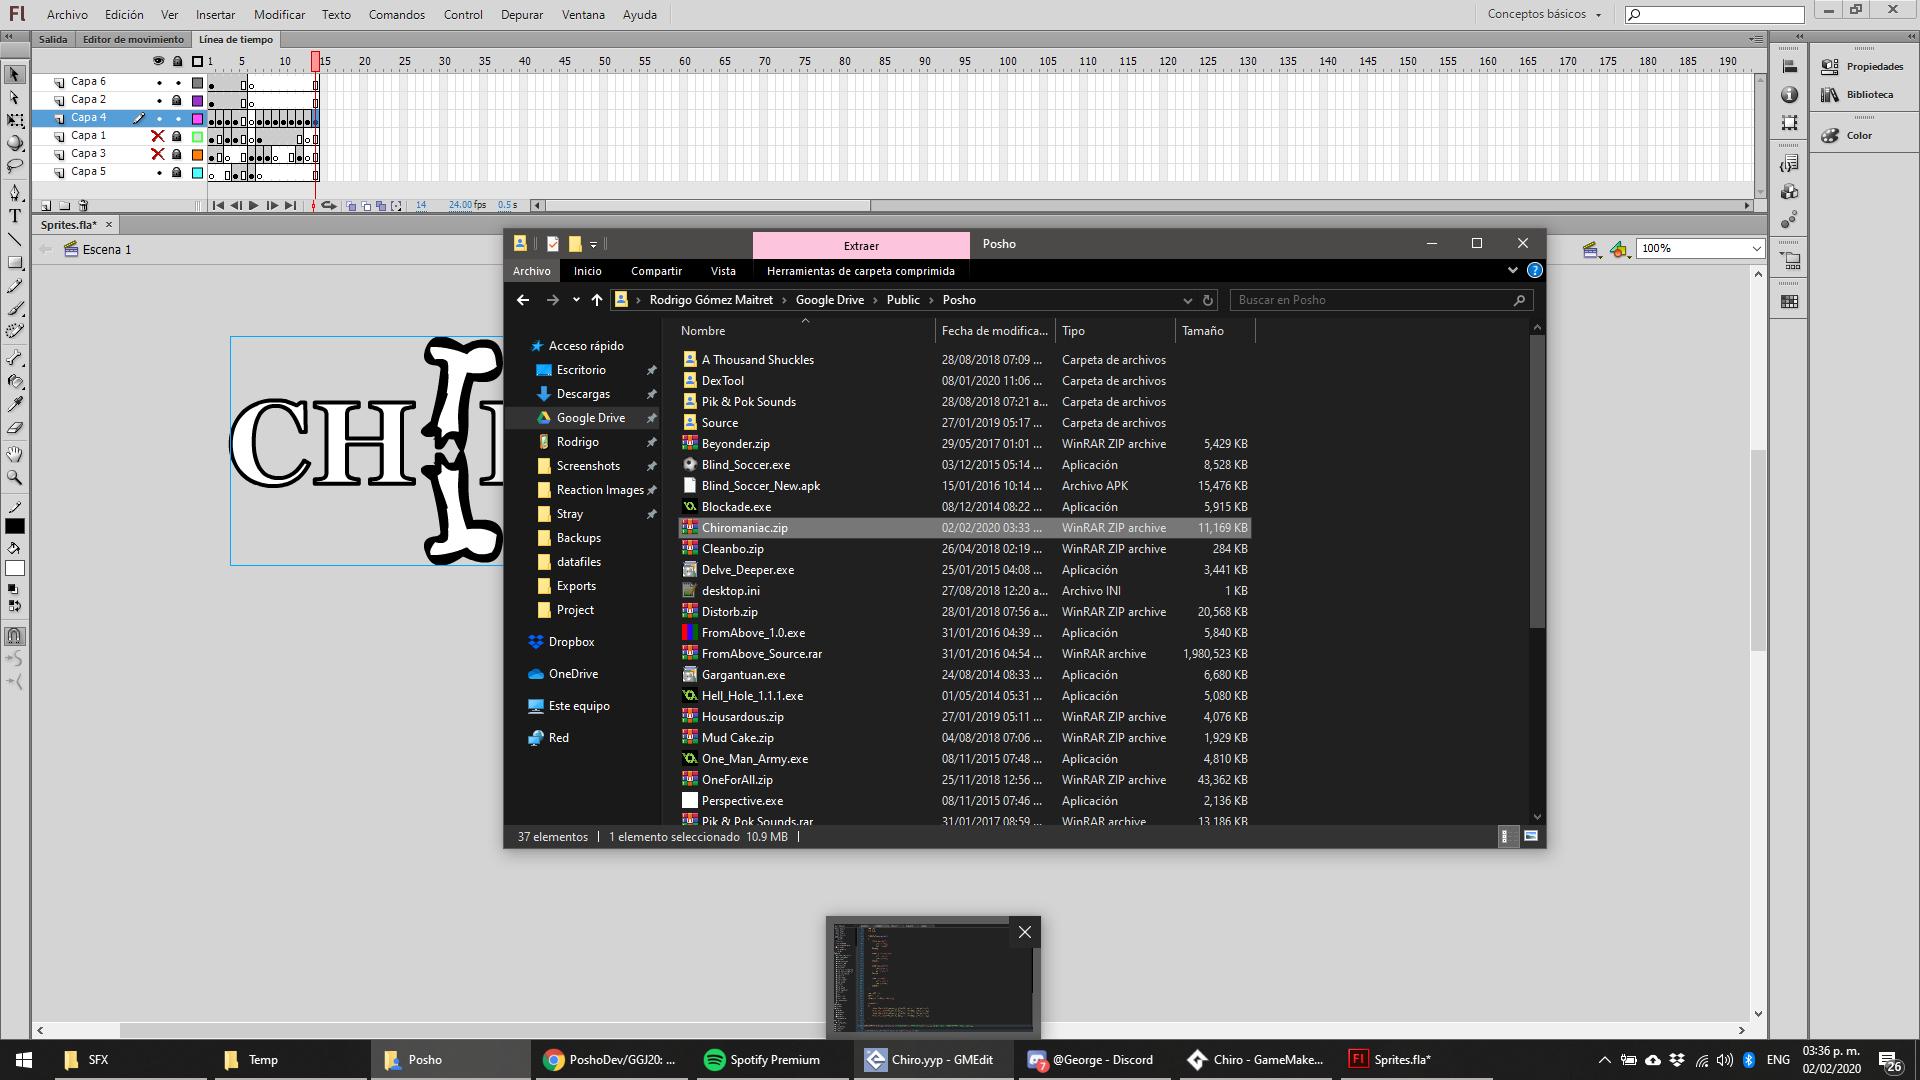 Fl Archivo Edición Ver Insertar Modificar Texto Comandos Control Depurar Ventana Ayuda Conceptos básicos
Salida Editor de movimiento Línea de tiempo
1 5 10 15 20 25 30 35 40 45 50 55 60 65 70 75 80 85 90 95 100 105 110 115 120 125 130 135 140 145 150 155 160 165 170 175 180 185 190
Capa 6
Capa 2
Capa 4
Capa 1
Capa 3
Capa 5
14 24.00 fps 0.5 s
Propiedades
Biblioteca
Color
Sprites.fla*
Escena 1
100%
CHI
Extraer Posho
Archivo Inicio Compartir Vista Herramientas de carpeta comprimida
Rodrigo Gómez Maitret Google Drive Public Posho Buscar en Posho
Acceso rápido
Escritorio
Descargas
Google Drive
Rodrigo
Screenshots
Reaction Images
Stray
Backups
datafiles
Exports
Project
Dropbox
OneDrive
Este equipo
Red
Nombre Fecha de modifica... Tipo Tamaño
A Thousand Shuckles 28/08/2018 07:09 ... Carpeta de archivos
DexTool 08/01/2020 11:06 ... Carpeta de archivos
Pik & Pok Sounds 28/08/2018 07:21 a... Carpeta de archivos
Source 27/01/2019 05:17 ... Carpeta de archivos
Beyonder.zip 29/05/2017 01:01 ... WinRAR ZIP archive 5,429 KB
Blind_Soccer.exe 03/12/2015 05:14 ... Aplicación 8,528 KB
Blind_Soccer_New.apk 15/01/2016 10:14 ... Archivo APK 15,476 KB
Blockade.exe 08/12/2014 08:22 ... Aplicación 5,915 KB
Chiromaniac.zip 02/02/2020 03:33 ... WinRAR ZIP archive 11,169 KB
Cleanbo.zip 26/04/2018 02:19 ... WinRAR ZIP archive 284 KB
Delve_Deeper.exe 25/01/2015 04:08 ... Aplicación 3,441 KB
desktop.ini 27/08/2018 12:20 a... Archivo INI 1 KB
Distorb.zip 28/01/2018 07:56 a... WinRAR ZIP archive 20,568 KB
FromAbove_1.0.exe 31/01/2016 04:39 ... Aplicación 5,840 KB
FromAbove_Source.rar 31/01/2016 04:54 ... WinRAR archive 1,980,523 KB
Gargantuan.exe 24/08/2014 08:33 ... Aplicación 6,680 KB
Hell_Hole_1.1.1.exe 01/05/2014 05:31 ... Aplicación 5,080 KB
Housardous.zip 27/01/2019 05:11 ... WinRAR ZIP archive 4,076 KB
Mud Cake.zip 04/08/2018 07:06 ... WinRAR ZIP archive 1,929 KB
One_Man_Army.exe 08/11/2015 07:48 ... Aplicación 4,810 KB
OneForAll.zip 25/11/2018 12:56 ... WinRAR ZIP archive 43,362 KB
Perspective.exe 08/11/2015 07:46 ... Aplicación 2,136 KB
Pik & Pok Sounds.rar 31/01/2017 08:59 ... WinRAR archive 13,186 KB
37 elementos 1 elemento seleccionado 10.9 MB
SFX Temp Posho PoshoDev/GGJ20: ... Spotify Premium Chiro.yyp - GMEdit 7 @George - Discord Chiro - GameMake... Fl Sprites.fla* ENG 03:36 p. m.
02/02/2020 26